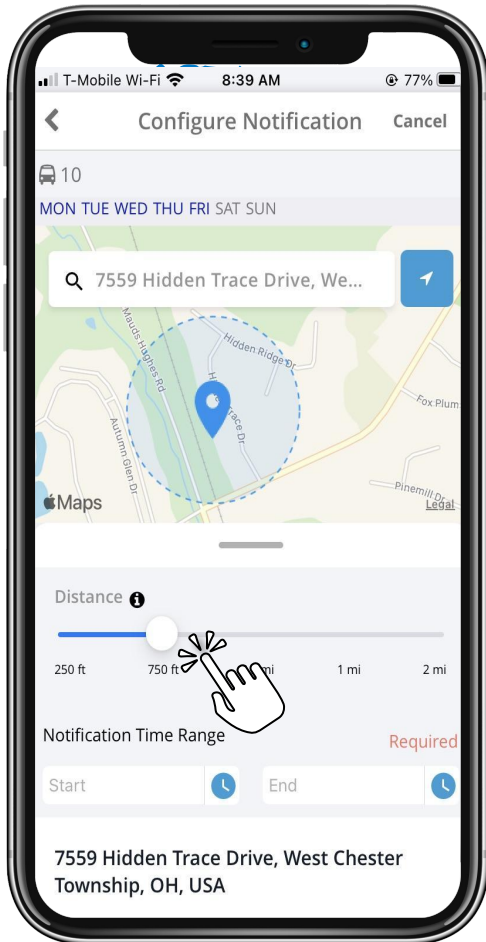 T-Mobile Wi-Fi 8:39 AM 77%
Configure Notification Cancel
10
MON TUE WED THU FRI SAT SUN
7559 Hidden Trace Drive, We...
Mauds Hughes Rd
Hidden Ridge Dr
Trace Dr
Autumn Glen Dr
Fox Plum
Pinemill Dr
Maps
Legal
Distance
250 ft 750 ft mi 1 mi 2 mi
Notification Time Range Required
Start End
7559 Hidden Trace Drive, West Chester
Township, OH, USA